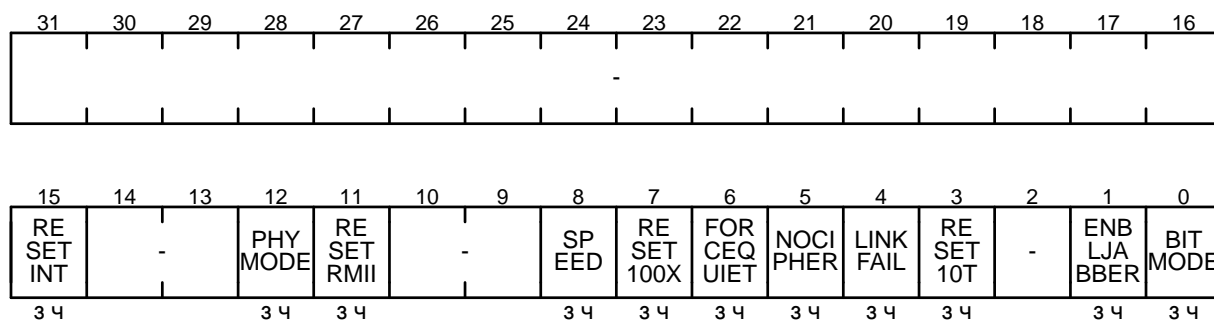 31 30 29 28 27 26 25 24 23 22 21 20 19 18 17 16
-
15 14 13 12 11 10 9 8 7 6 5 4 3 2 1 0
RE SET INT
-
PHY MODE
RE SET RMII
-
SP EED
RE SET 100X
FOR CEQ UIET
NOCI PHER
LINK FAIL
RE SET 10T
-
ENB LJA BBER
BIT MODE
з ч з ч з ч з ч з ч з ч з ч з ч з ч з ч з ч